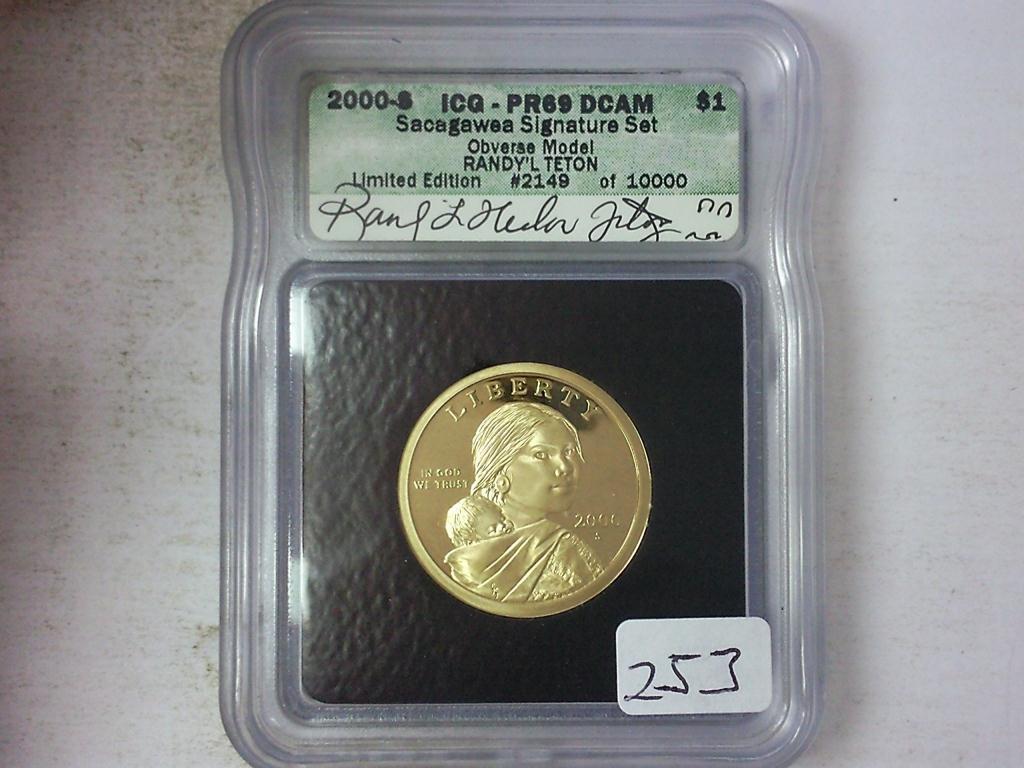 2000-S ICG - PR69 DCAM $1
Sacagawea Signature Set
Obverse Model
RANDY'L TETON
Limited Edition #2149 of 10000
LIBERTY
IN GOD
WE TRUST
2000
S
253